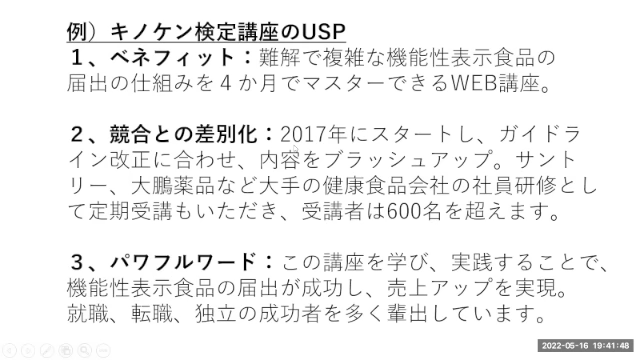 例）キノケン検定講座のUSP
１、ベネフィット：難解で複雑な機能性表示食品の
届出の仕組みを４か月でマスターできるWEB講座。
２、競合との差別化：2017年にスタートし、ガイドラ
イン改正に合わせ、内容をブラッシュアップ。サント
リー、大鵬薬品など大手の健康食品会社の社員研修とし
て定期受講もいただき、受講者は600名を超えます。
３、パワフルワード：この講座を学び、実践することで、
機能性表示食品の届出が成功し、売上アップを実現。
就職、転職、独立の成功者を多く輩出しています。
2022-05-16 19:41:48